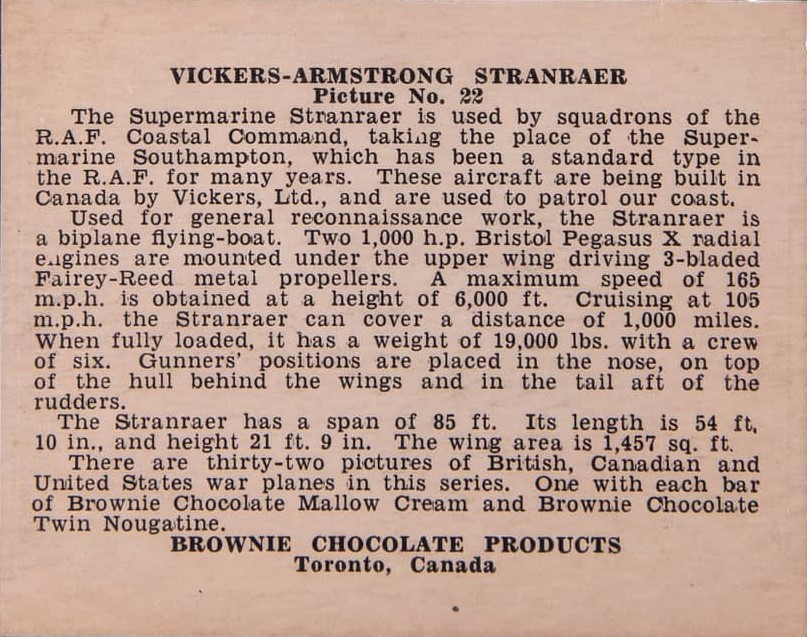 VICKERS-ARMSTRONG STRANRAER
Picture No. 22
The Supermarine Stranraer is used by squadrons of the
R.A.F. Coastal Command, taking the place of the Super-
marine Southampton, which has been a standard type in
the R.A.F. for many years. These aircraft are being built in
Canada by Vickers, Ltd., and are used to patrol our coast.
Used for general reconnaissance work, the Stranraer is
a biplane flying-boat. Two 1,000 h.p. Bristol Pegasus X radial
engines are mounted under the upper wing driving 3-bladed
Fairey-Reed metal propellers. A maximum speed of 165
m.p.h. is obtained at a height of 6,000 ft. Cruising at 105
m.p.h. the Stranraer can cover a distance of 1,000 miles.
When fully loaded, it has a weight of 19,000 lbs. with a crew
of six. Gunners' positions are placed in the nose, on top
of the hull behind the wings and in the tail aft of the
rudders.
The Stranraer has a span of 85 ft. Its length is 54 ft,
10 in., and height 21 ft. 9 in. The wing area is 1,457 sq. ft.
There are thirty-two pictures of British, Canadian and
United States war planes in this series. One with each bar
of Brownie Chocolate Mallow Cream and Brownie Chocolate
Twin Nougatine.
BROWNIE CHOCOLATE PRODUCTS
Toronto, Canada